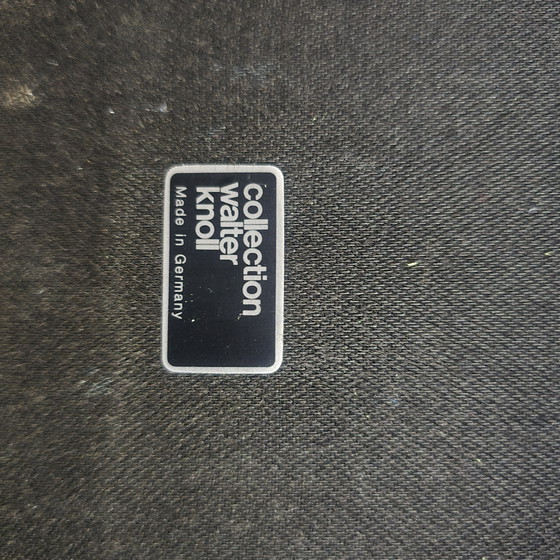 collection
walter
knoll
Made in Germany